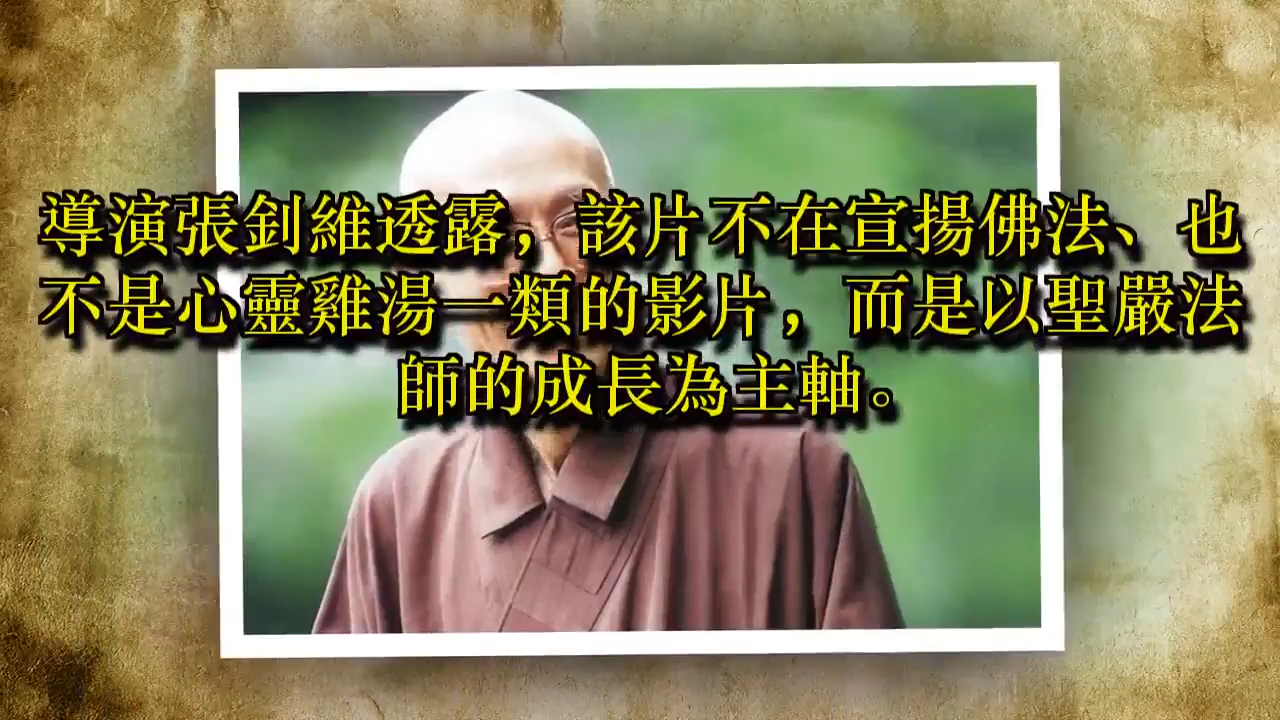 導演張釗維透露，該片不在宣揚佛法、也
不是心靈雞湯一類的影片，而是以聖嚴法
師的成長為主軸。